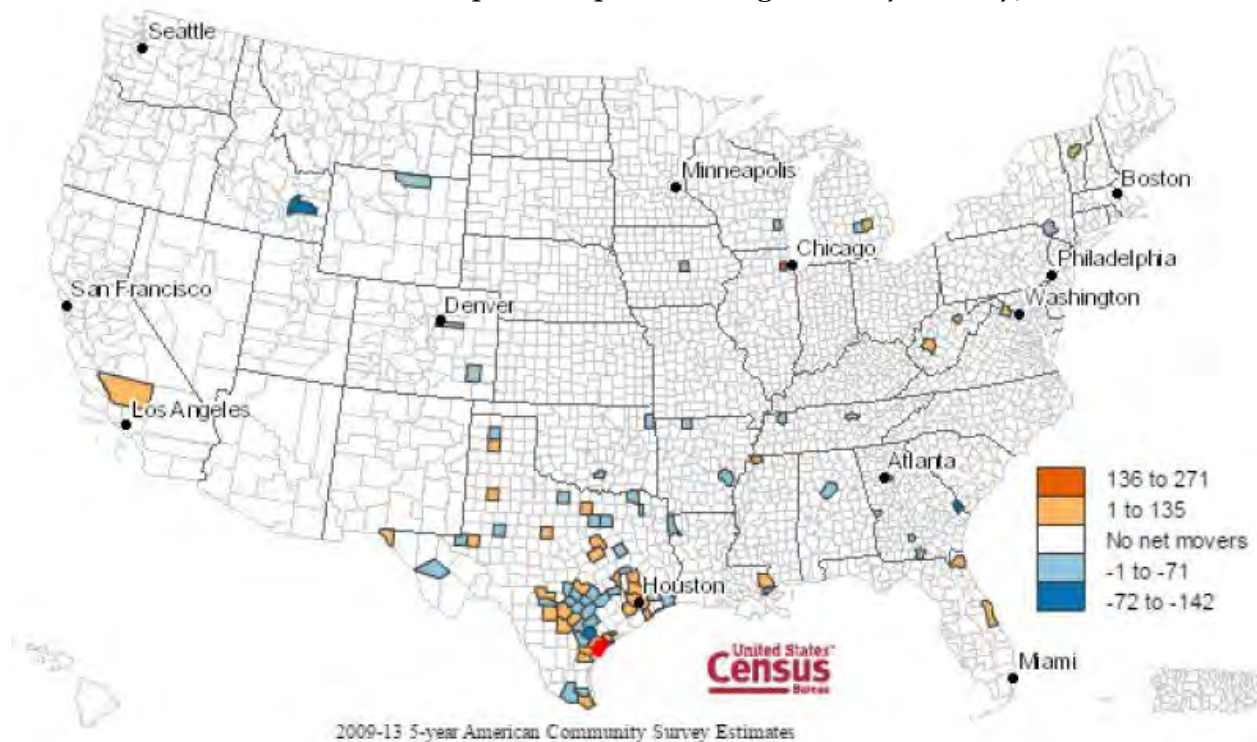 Seattle
Minneapolis
Boston
Chicago
Philadelphia
San Francisco
Denver
Washington
Los Angeles
Atlanta
136 to 271
1 to 135
No net movers
-1 to -71
-72 to -142
Houston
United States®
Census
Bureau
Miami
2009-13 5-year American Community Survey Estimates